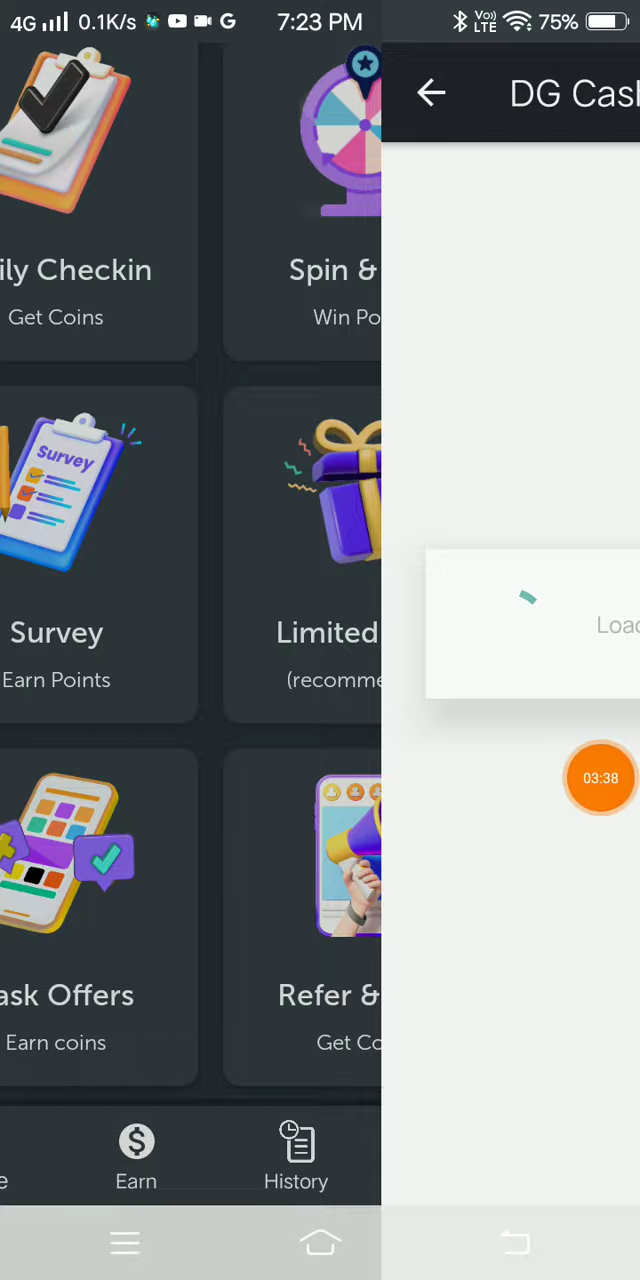 4G 0.1K/s G 7:23 PM Vo) LTE 75%
DG Cash
ily Checkin
Get Coins
Spin &
Win Po
Survey
Survey
Earn Points
Limited
(recomme
ask Offers
Earn coins
Refer &
Get Co
Load
03:38
e
Earn
History